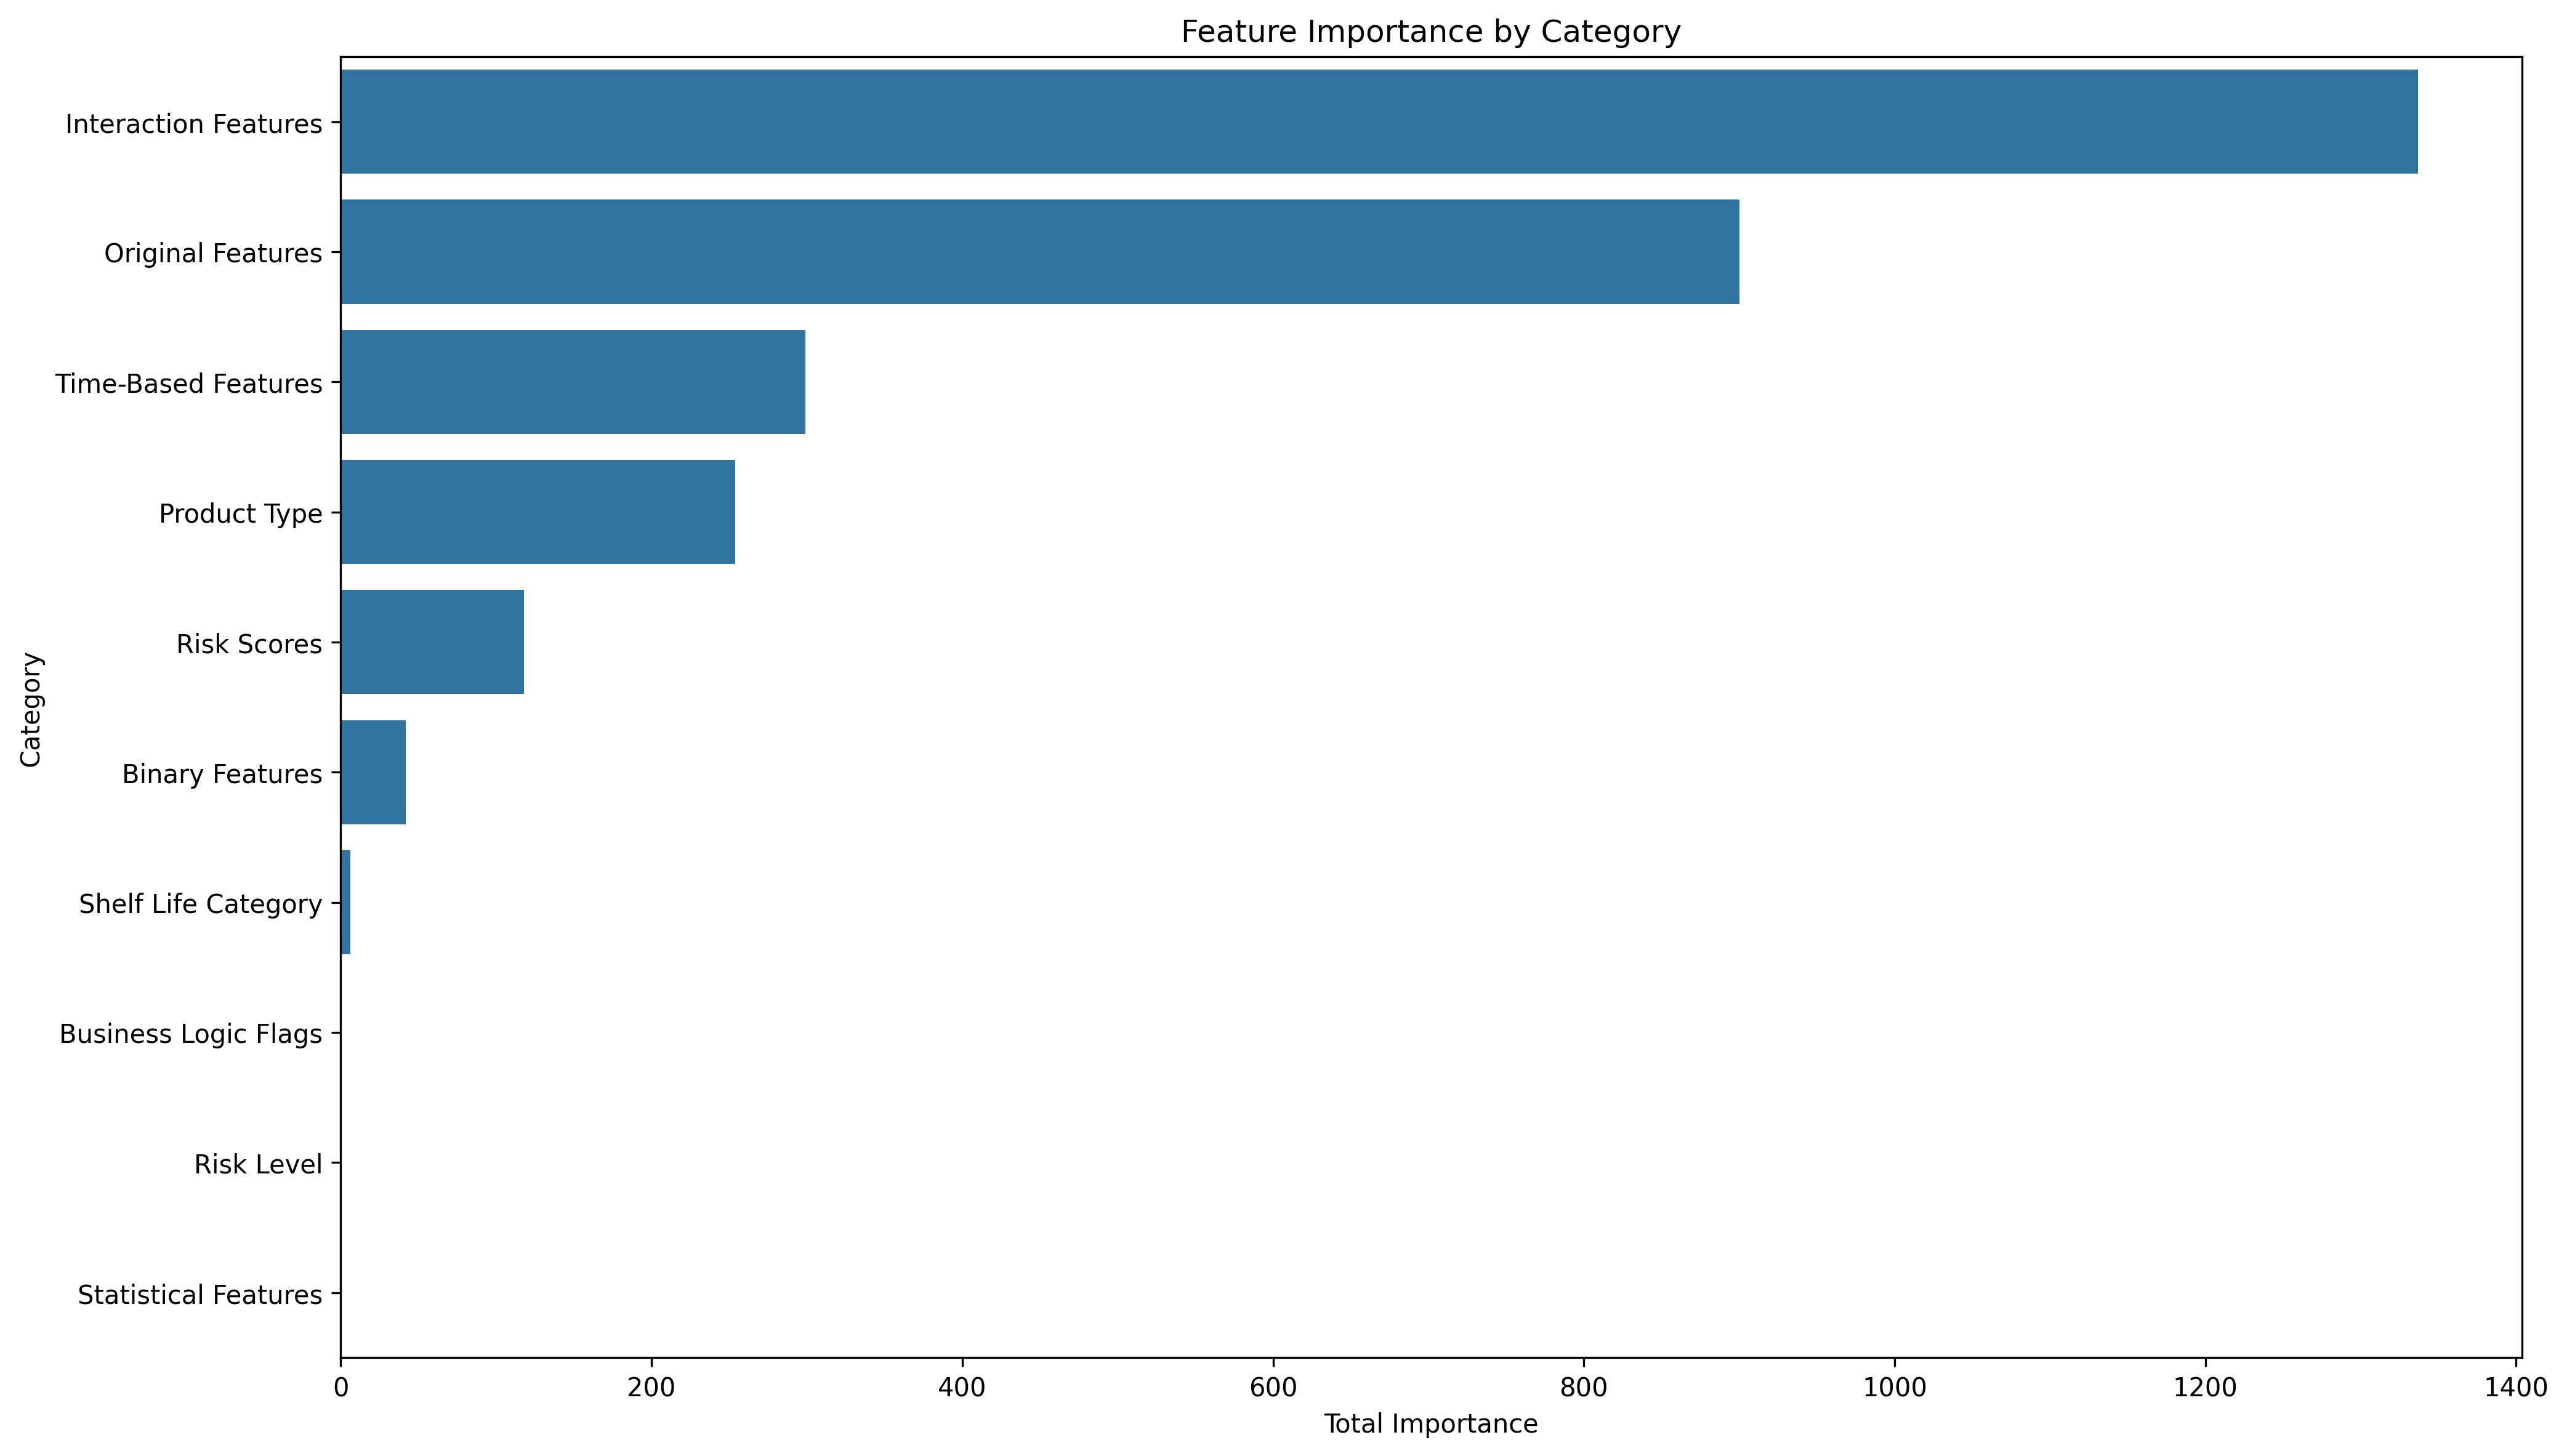 Feature Importance by Category
Category
Interaction Features
Original Features
Time-Based Features
Product Type
Risk Scores
Binary Features
Shelf Life Category
Business Logic Flags
Risk Level
Statistical Features
0 200 400 600 800 1000 1200 1400
Total Importance